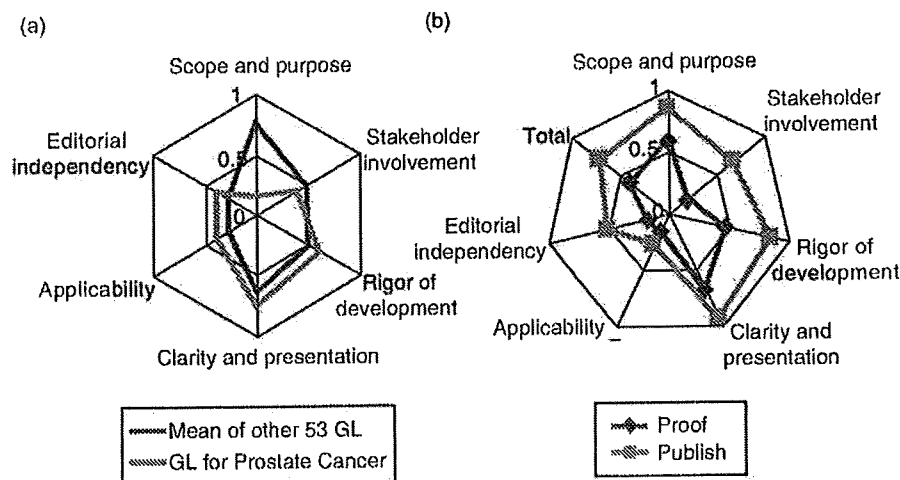 (a)
Scope and purpose
1
Editorial
independency
Stakeholder
involvement
0.5
0
Applicability
Rigor of
development
Clarity and presentation
Mean of other 53 GL
GL for Prostate Cancer
(b)
Scope and purpose
1
Stakeholder
involvement
Total
0.5
0
Editorial
independency
Rigor of
development
Applicability
Clarity and
presentation
Proof
Publish